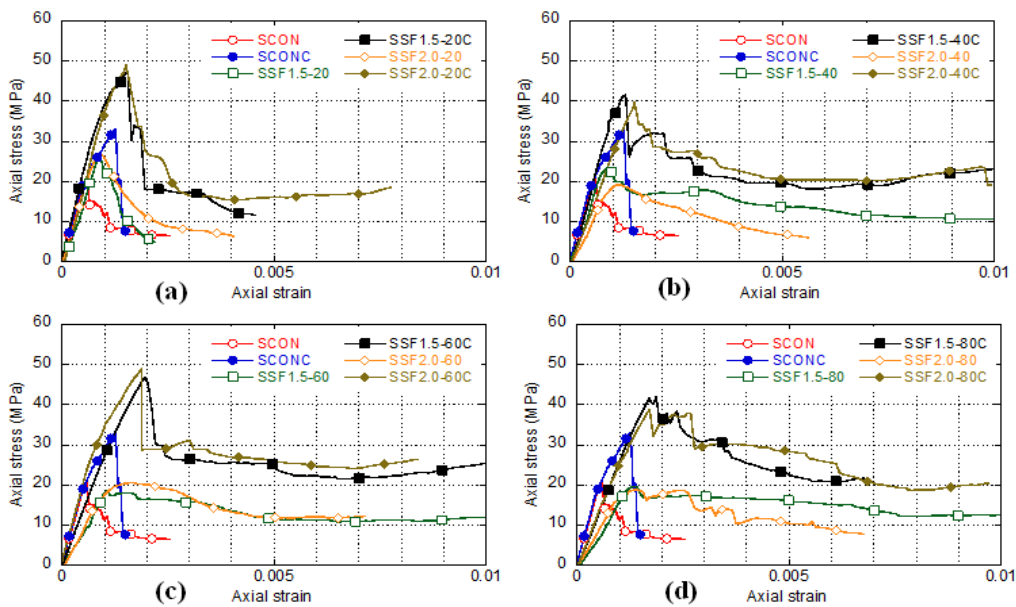 60
50
40
30
20
10
0
Axial stress (MPa)
SCON
SCONC
SSF1.5-20
SSF1.5-20C
SSF2.0-20
SSF2.0-20C
0
0.005
0.01
(a)
Axial strain
60
50
40
30
20
10
0
Axial stress (MPa)
SCON
SCONC
SSF1.5-40
SSF1.5-40C
SSF2.0-40
SSF2.0-40C
0
0.005
0.01
(b)
Axial strain
60
50
40
30
20
10
0
Axial stress (MPa)
SCON
SCONC
SSF1.5-60
SSF1.5-60C
SSF2.0-60
SSF2.0-60C
0
0.005
0.01
(c)
Axial strain
60
50
40
30
20
10
0
Axial stress (MPa)
SCON
SCONC
SSF1.5-80
SSF1.5-80C
SSF2.0-80
SSF2.0-80C
0
0.005
0.01
(d)
Axial strain